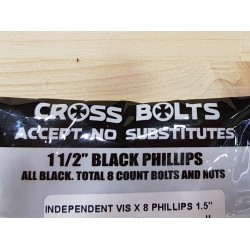 CROSS BOLTS
ACCEPT NO SUBSTITUTES
1 1/2" BLACK PHILLIPS
ALL BLACK. TOTAL 8 COUNT BOLTS AND NUTS
INDEPENDENT VIS X 8 PHILLIPS 1.5"